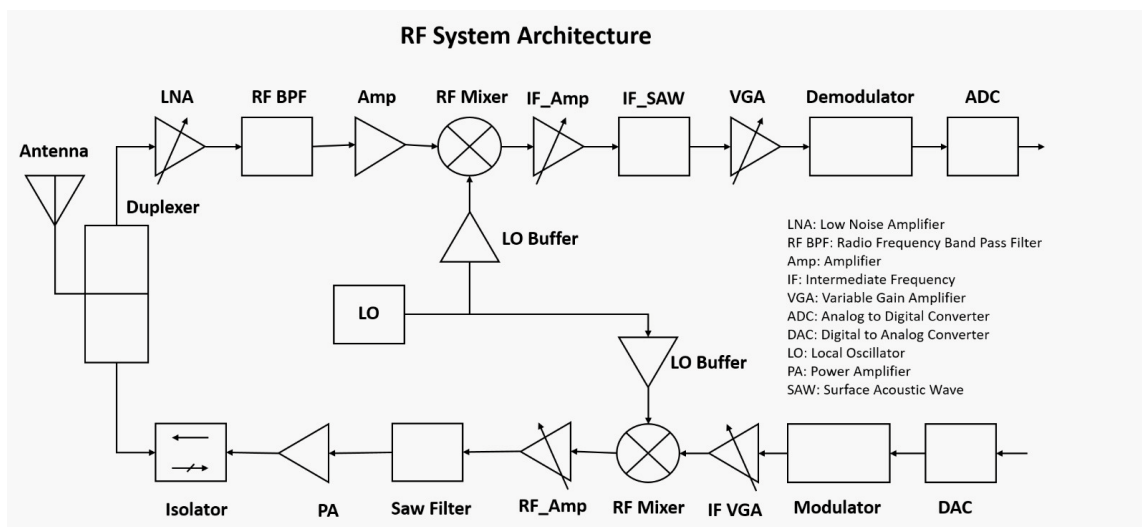 RF System Architecture
LNA
RF BPF
Amp
RF Mixer
IF_Amp
IF_SAW
VGA
Demodulator
ADC
Antenna
Duplexer
LO Buffer
LO
LO Buffer
LNA: Low Noise Amplifier
RF BPF: Radio Frequency Band Pass Filter
Amp: Amplifier
IF: Intermediate Frequency
VGA: Variable Gain Amplifier
ADC: Analog to Digital Converter
DAC: Digital to Analog Converter
LO: Local Oscillator
PA: Power Amplifier
SAW: Surface Acoustic Wave
Isolator
PA
Saw Filter
RF_Amp
RF Mixer
IF VGA
Modulator
DAC